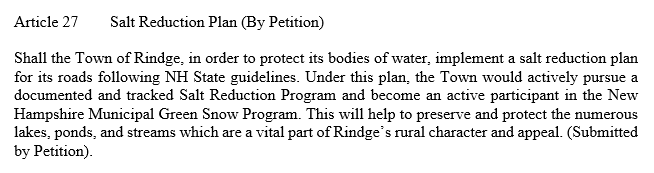 Article 27 Salt Reduction Plan (By Petition)
Shall the Town of Rindge, in order to protect its bodies of water, implement a salt reduction plan
for its roads following NH State guidelines. Under this plan, the Town would actively pursue a
documented and tracked Salt Reduction Program and become an active participant in the New
Hampshire Municipal Green Snow Program. This will help to preserve and protect the numerous
lakes, ponds, and streams which are a vital part of Rindge’s rural character and appeal. (Submitted
by Petition).